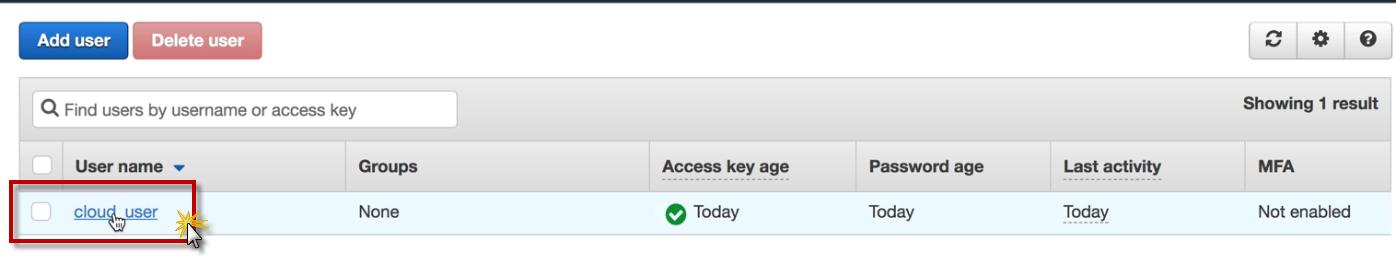 Add user Delete user
Find users by username or access key
Showing 1 result
User name Groups Access key age Password age Last activity MFA
cloud_user None Today Today Today Not enabled